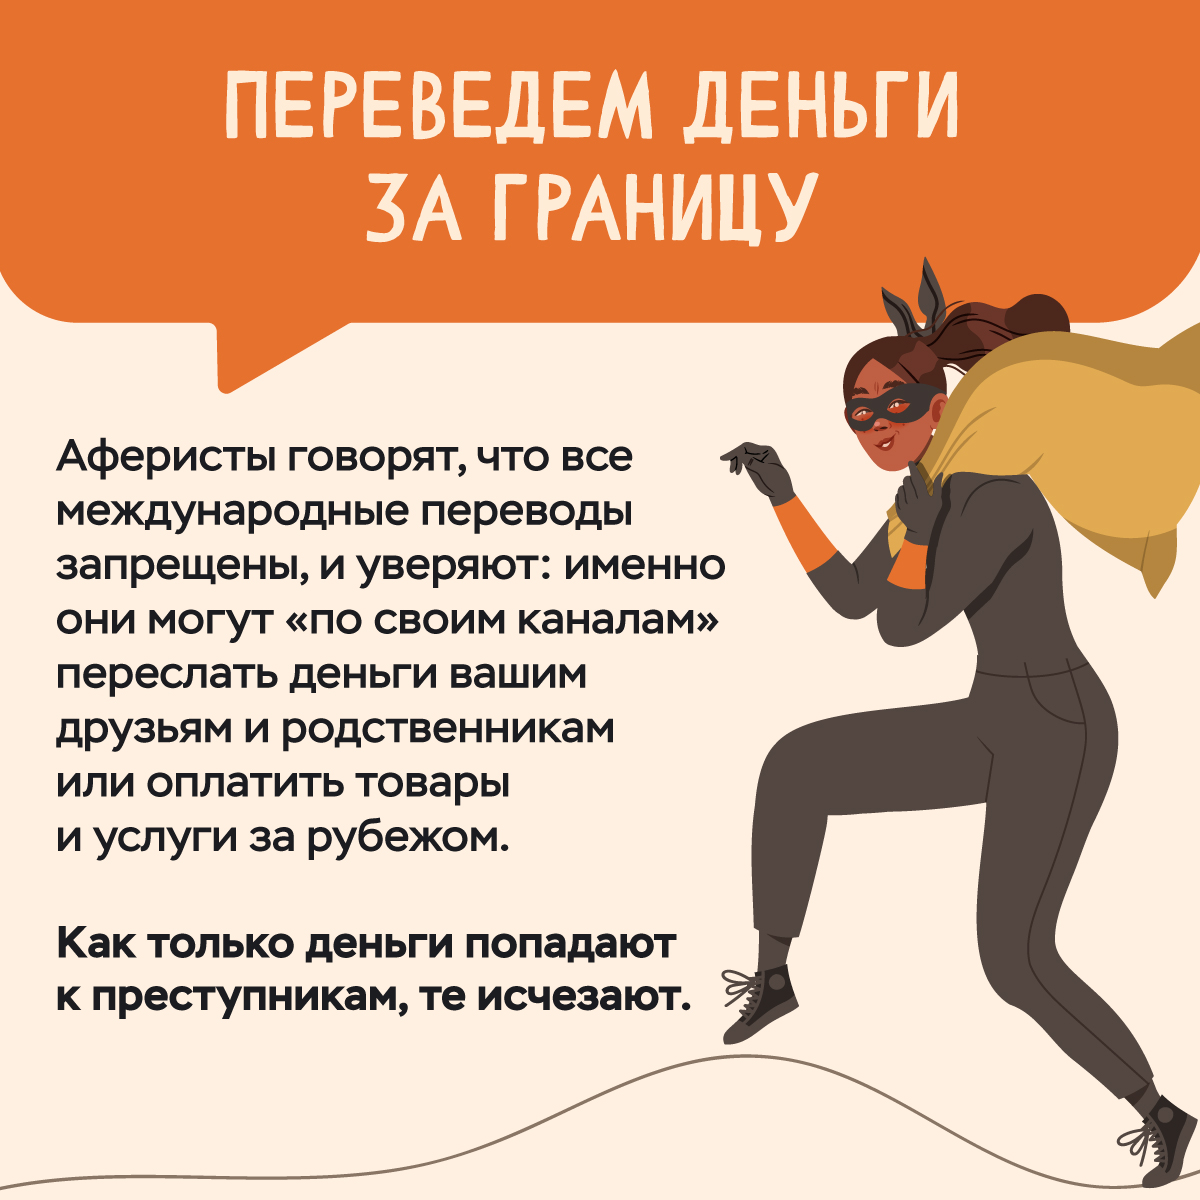 ПЕРЕВЕДЕМ ДЕНЬГИ
ЗА ГРАНИЦУ
Аферисты говорят, что все
международные переводы
запрещены, и уверяют: именно
они могут «по своим каналам»
переслать деньги вашим
друзьям и родственникам
или оплатить товары
и услуги за рубежом.
Как только деньги попадают
к преступникам, те исчезают.